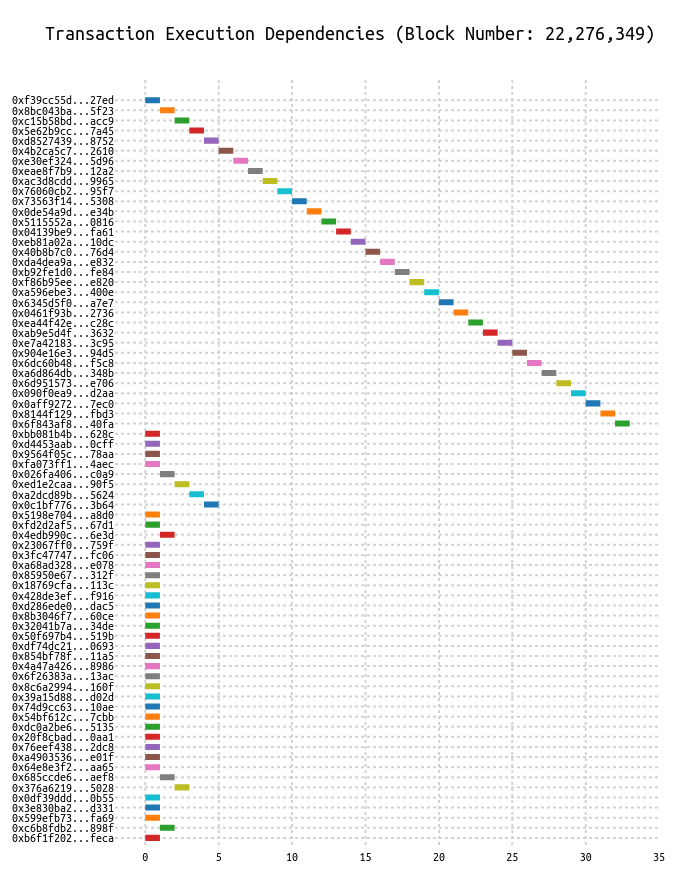 Transaction Execution Dependencies (Block Number: 22,276,349)
0xf39cc55d...27ed
0x8bc043ba...5f23
0xc15b58bd...acc9
0x5e62b9cc...7a45
0xd8527439...8752
0x4b2ca5c7...2610
0xe30ef324...5d96
0xeae8f7b9...12a2
0xac3d8cdd...9965
0x76060cb2...95f7
0x73563f14...5308
0x0de54a9d...e34b
0x5115552a...0816
0x04139be9...fa61
0xeb81a02a...10dc
0x40b8b7c0...76d4
0xda4dea9a...e832
0xb92fe1d0...fe84
0xf86b95ee...e820
0xa596ebe3...400e
0x6345d5f0...a7e7
0x0461f93b...2736
0xea44f42e...c28c
0xab9e5d4f...3632
0xe7a42183...3c95
0x904e16e3...94d5
0x6dc60b48...f5c8
0xa6d864db...348b
0x6d951573...e706
0x090f0ea9...d2aa
0x0aff9272...7ec0
0x8144f129...fbd3
0x6f843af8...40fa
0xbb081b4b...628c
0xd4453aab...0cff
0x9564f05c...78aa
0xfa073ff1...4aec
0x026fa406...c0a9
0xed1e2caa...90f5
0xa2dcd89b...5624
0x0c1bf776...3b64
0x5198e704...a8d0
0xfd2d2af5...67d1
0x4edb990c...6e3d
0x23067ff0...759f
0x3fc47747...fc06
0xa68ad328...e078
0x85950e67...312f
0x18769cfa...113c
0x428de3ef...f916
0xd286ede0...dac5
0x8b3046f7...60ce
0x32041b7a...34de
0x50f697b4...519b
0xdf74dc21...0693
0x854bf78f...11a5
0x4a47a426...8986
0x6f26383a...13ac
0x8c6a2994...160f
0x39a15d88...d02d
0x74d9cc63...10ae
0x54bf612c...7cbb
0xdc0a2be6...5135
0x20f8cbad...0aa1
0x76eef438...2dc8
0xa4903536...e01f
0x64e8e3f2...aa65
0x685ccde6...aef8
0x376a6219...5028
0x0df39ddd...0b55
0x3e830ba2...d331
0x599efb73...fa69
0xc6b8fdb2...898f
0xb6f1f202...feca
0 5 10 15 20 25 30 35